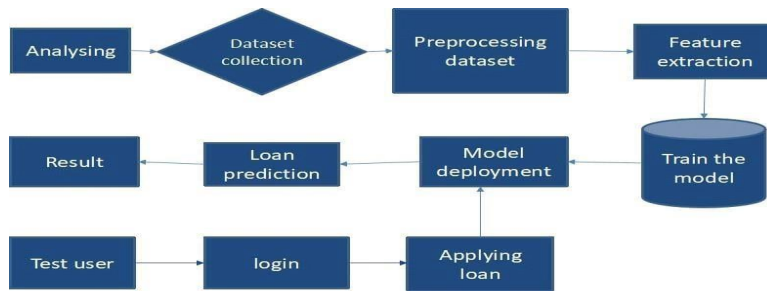 Analysing
Dataset
collection
Preprocessing
dataset
Feature
extraction
Result
Loan
prediction
Model
deployment
Train the
model
Test user
login
Applying
loan